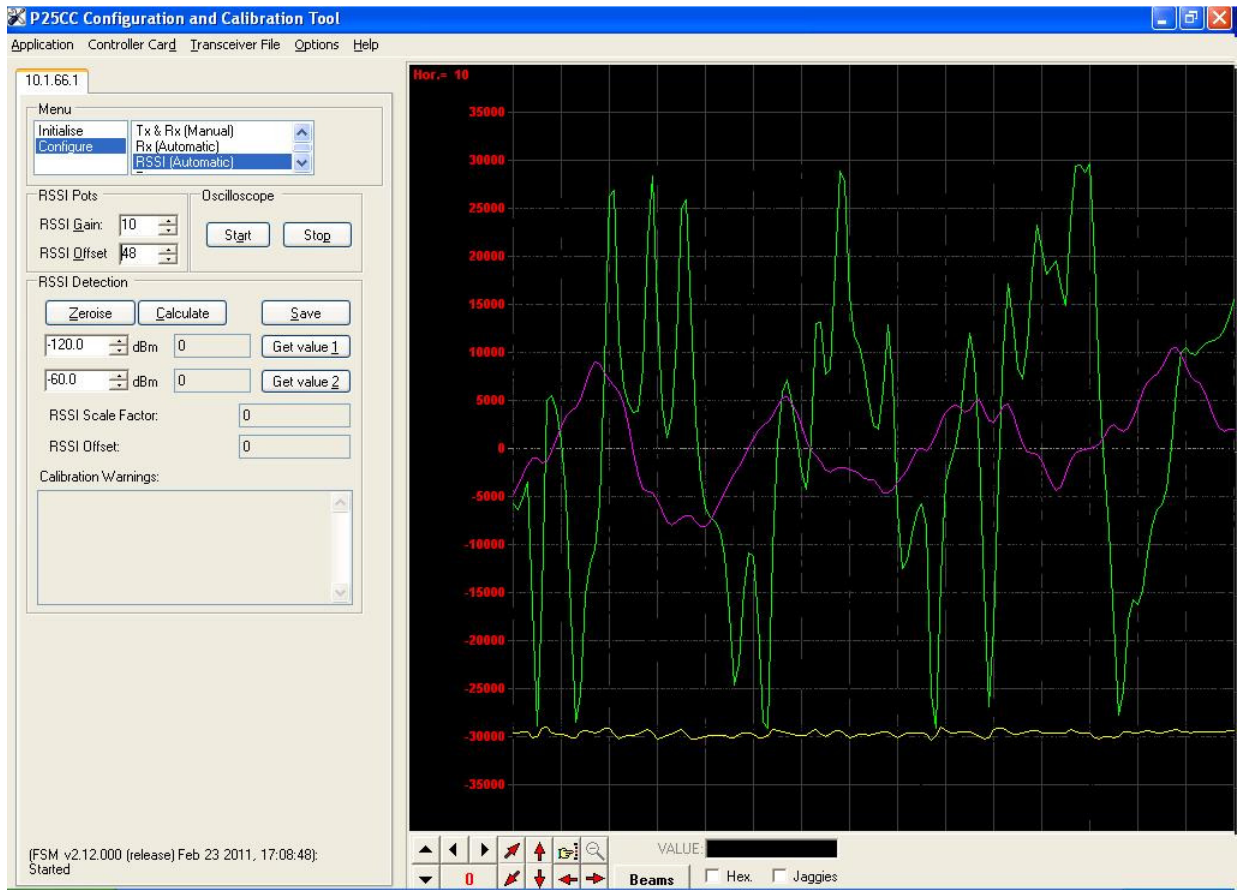 P25CC Configuration and Calibration Tool
Application Controller Card Transceiver File Options Help
10.1.66.1
Menu
Initialise
Configure
Tx & Rx (Manual)
Rx (Automatic)
RSSI (Automatic)
RSSI Pots
RSSI Gain: 10
RSSI Offset 48
Oscilloscope
Start Stop
RSSI Detection
Zeroise Calculate Save
-120.0 dBm 0 Get value 1
-60.0 dBm 0 Get value 2
RSSI Scale Factor: 0
RSSI Offset: 0
Calibration Warnings:
(FSM v2.12.000 (release) Feb 23 2011, 17:08:48):
Started
Hor.= 10
35000
30000
25000
20000
15000
10000
5000
0
-5000
-10000
-15000
-20000
-25000
-30000
-35000
VALUE:
0 Beams Hex. Jaggies